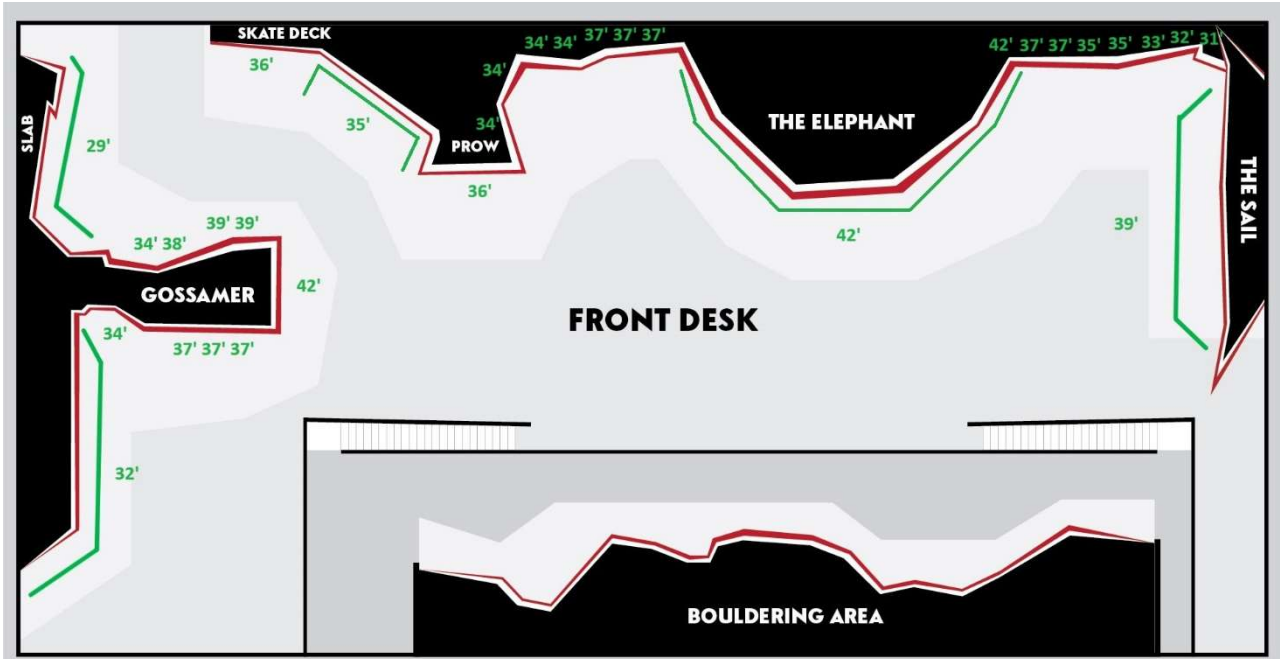 SKATE DECK
34' 34' 37' 37' 37'
42' 37' 37' 35' 35' 33' 32' 31'
36'
34'
SLAB
29'
35'
34'
PROW
THE ELEPHANT
36'
THE SAIL
39' 39'
34' 38'
42'
39'
GOSSAMER
42'
FRONT DESK
34'
37' 37' 37'
32'
BOULDERING AREA